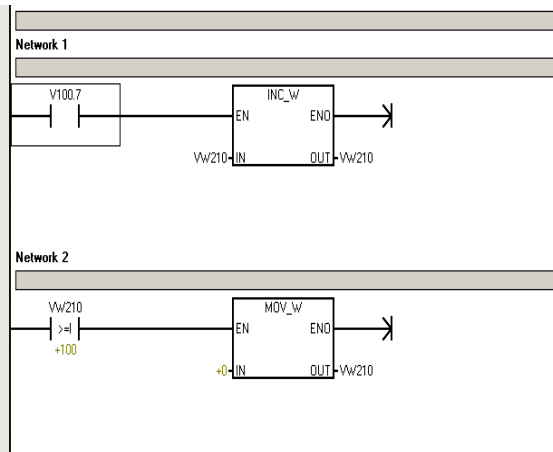 Network 1
V100.7
INC_W
EN ENO
VW210 IN OUT VW210
Network 2
VW210
>=I
+100
MOV_W
EN ENO
+0 IN OUT VW210